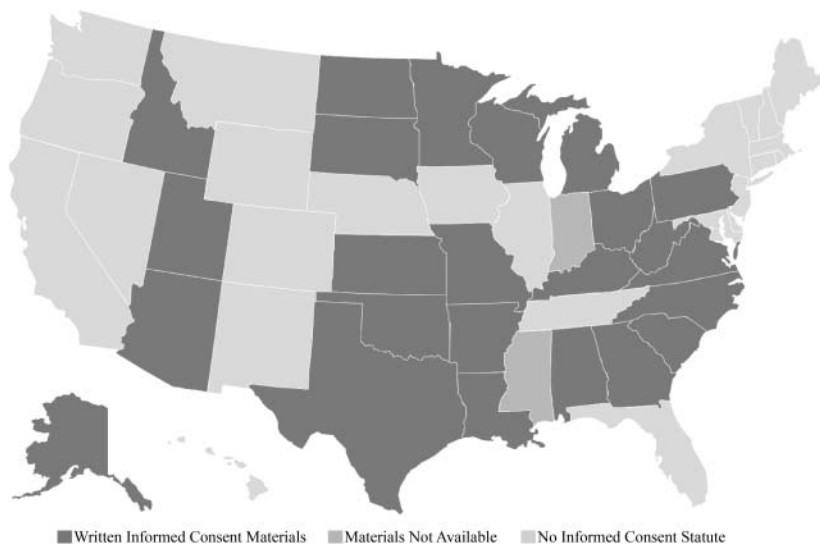 Written Informed Consent Materials Materials Not Available No Informed Consent Statute